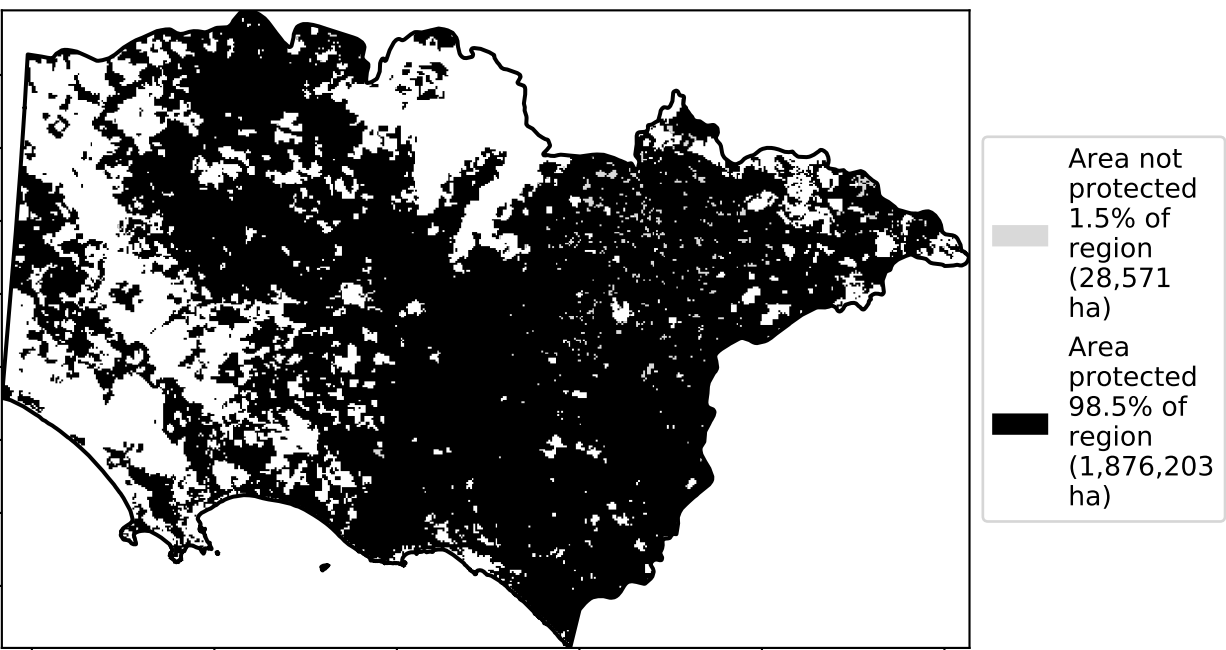 Area not
protected
1.5% of
region
(28,571
ha)
Area
protected
98.5% of
region
(1,876,203
ha)